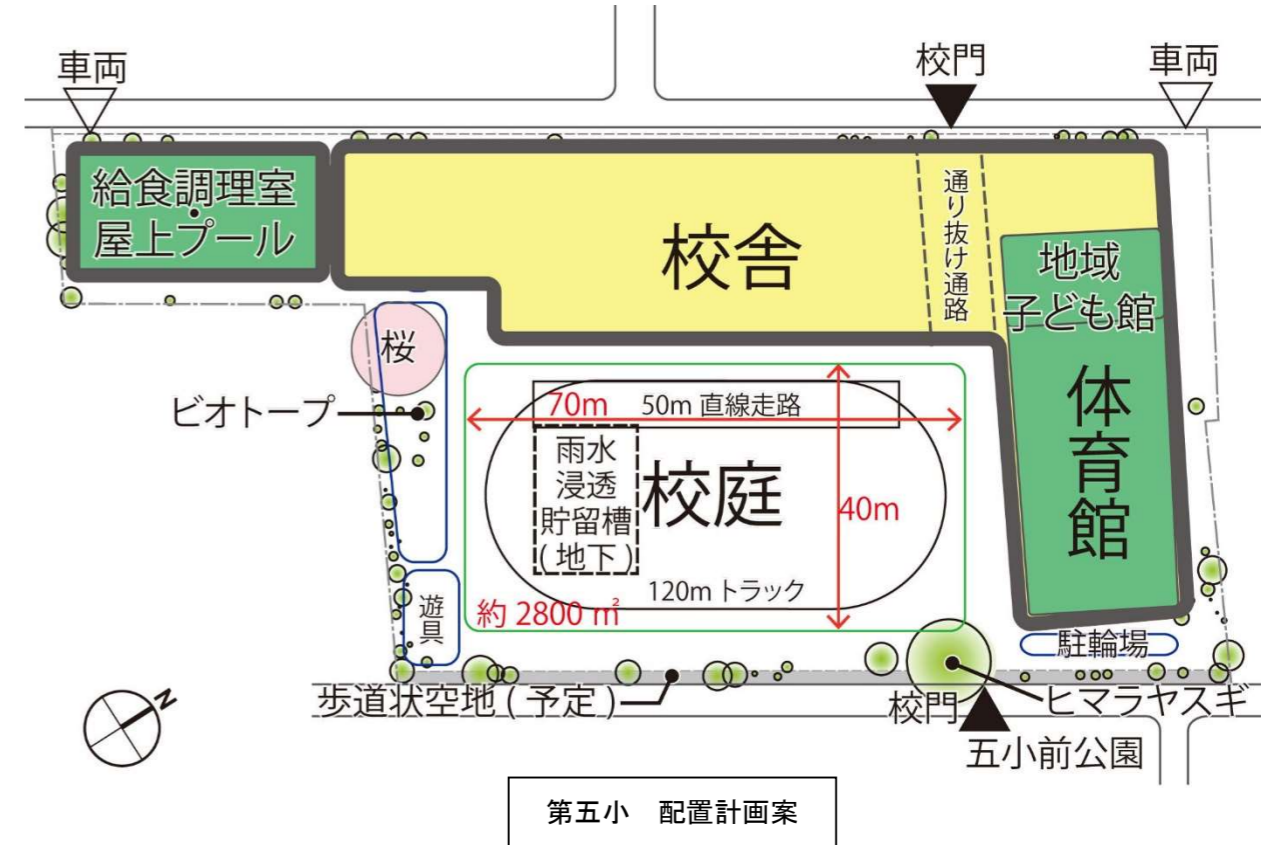 車両
校門
車両
給食調理室
・
屋上プール
校舎
通り抜け通路
地域
子ども館
体育館
桜
ビオトープ
70m
50m 直線走路
雨水
浸透
貯留槽
(地下)
校庭
40m
120m トラック
約 2800 ㎡
遊具
駐輪場
歩道状空地 ( 予定 )
校門
ヒマラヤスギ
五小前公園
N
第五小 配置計画案